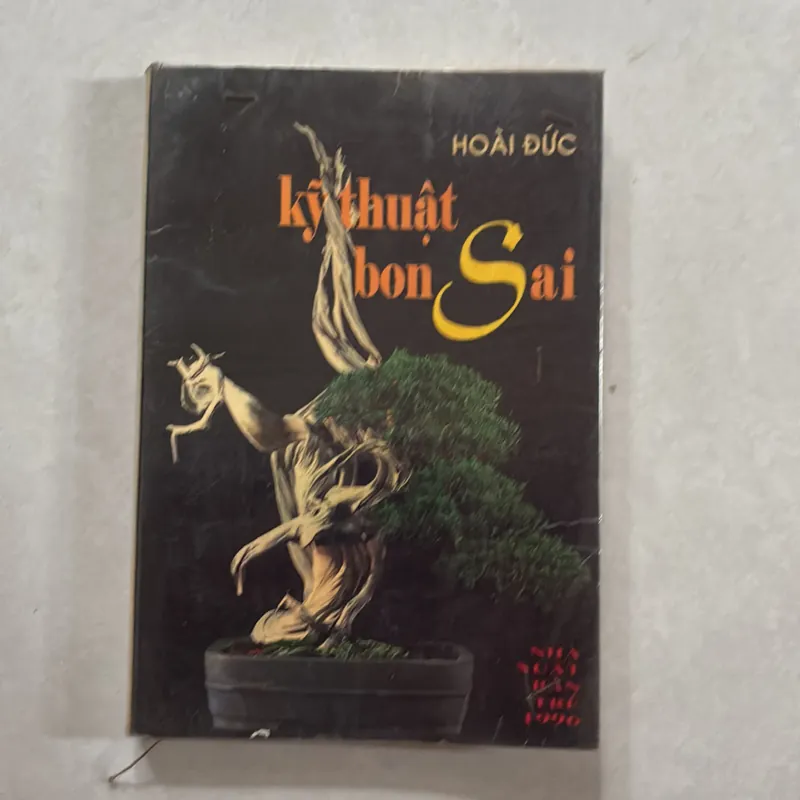 HOÀI ĐỨC
kỹ thuật
bon Sai
NHÀ
XUẤT
BẢN
TRẺ
1996